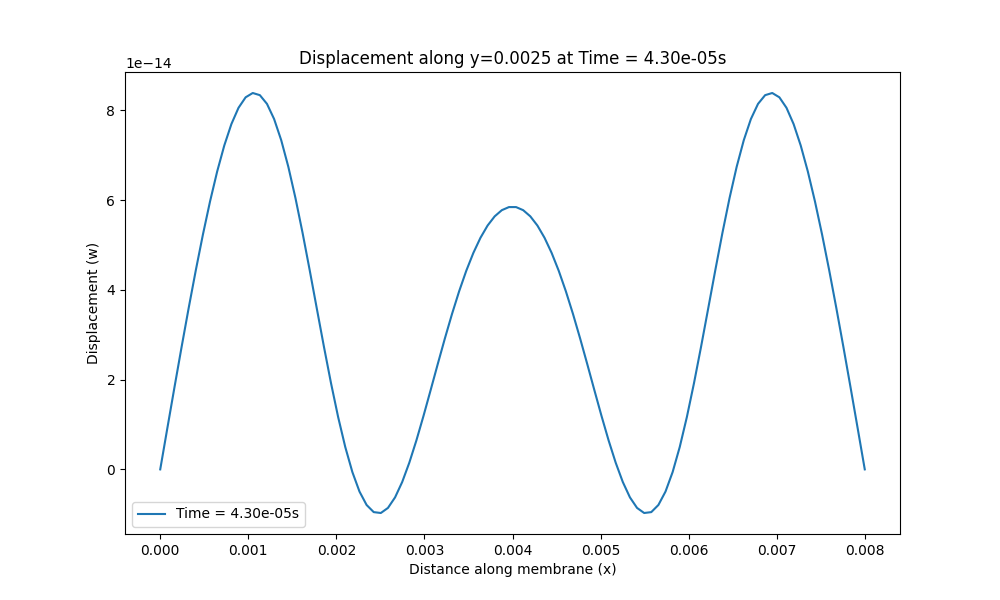 Displacement along y=0.0025 at Time = 4.30e-05s
1e−14
8
6
4
2
0
Displacement (w)
Time = 4.30e-05s
0.000 0.001 0.002 0.003 0.004 0.005 0.006 0.007 0.008
Distance along membrane (x)